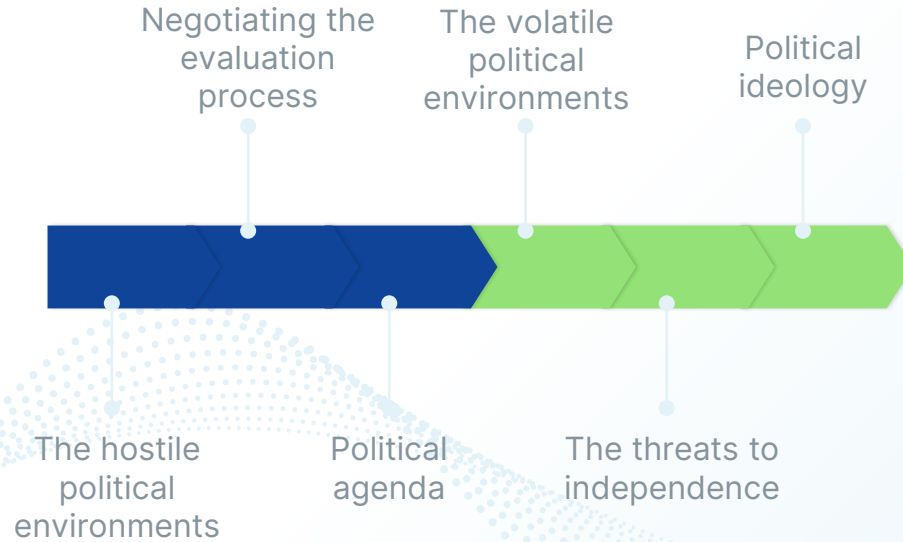 Negotiating the
evaluation
process
The volatile
political
environments
Political
ideology
The hostile
political
environments
Political
agenda
The threats to
independence